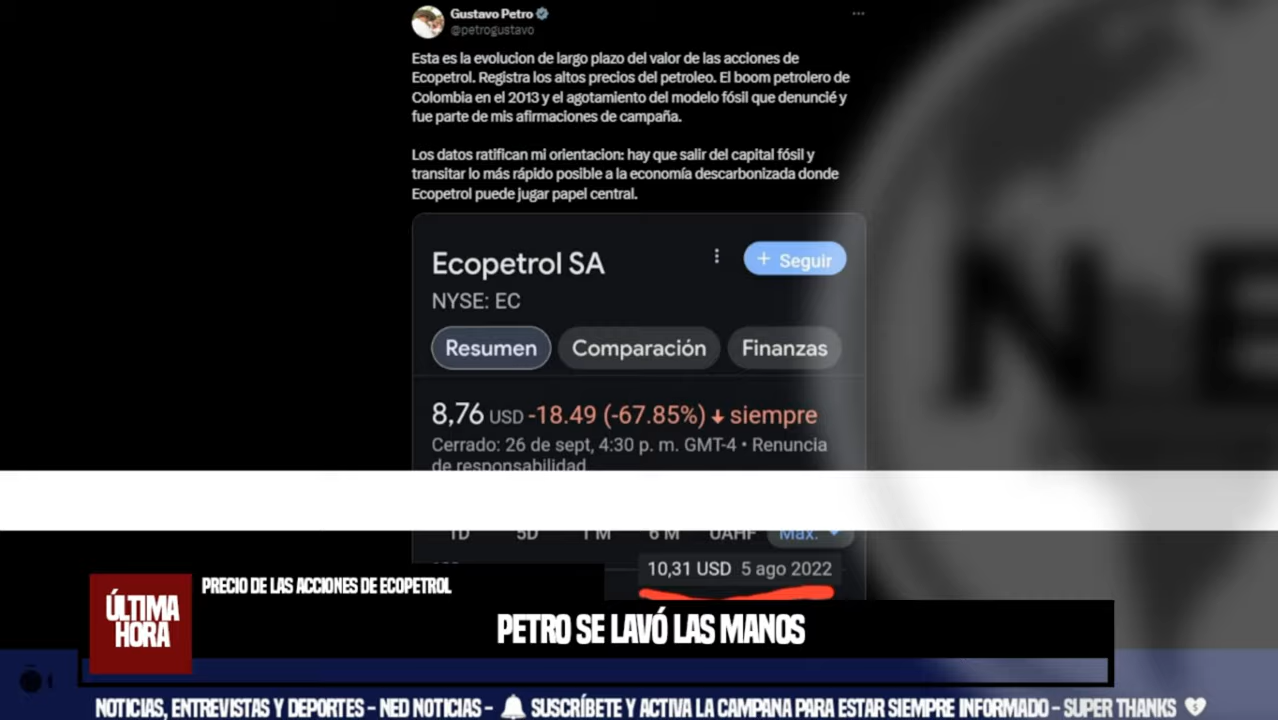 Gustavo Petro
@petrogustavo
Esta es la evolucion de largo plazo del valor de las acciones de
Ecopetrol. Registra los altos precios del petroleo. El boom petrolero de
Colombia en el 2013 y el agotamiento del modelo fósil que denuncié y
fue parte de mis afirmaciones de campaña.
Los datos ratifican mi orientacion: hay que salir del capital fósil y
transitar lo más rápido posible a la economía descarbonizada donde
Ecopetrol puede jugar papel central.
Ecopetrol SA
+ Seguir
NYSE: EC
Resumen Comparación Finanzas
8,76 USD -18.49 (-67.85%) ↓ siempre
Cerrado: 26 de sept, 4:30 p. m. GMT-4 • Renuncia
de responsabilidad
1D 5D 1 M 6 M UAHF Máx.
10,31 USD 5 ago 2022
N E
PRECIO DE LAS ACCIONES DE ECOPETROL
ÚLTIMA
HORA
PETRO SE LAVÓ LAS MANOS
NOTICIAS, ENTREVISTAS Y DEPORTES - NED NOTICIAS - SUSCRÍBETE Y ACTIVA LA CAMPANA PARA ESTAR SIEMPRE INFORMADO - SUPER THANKS